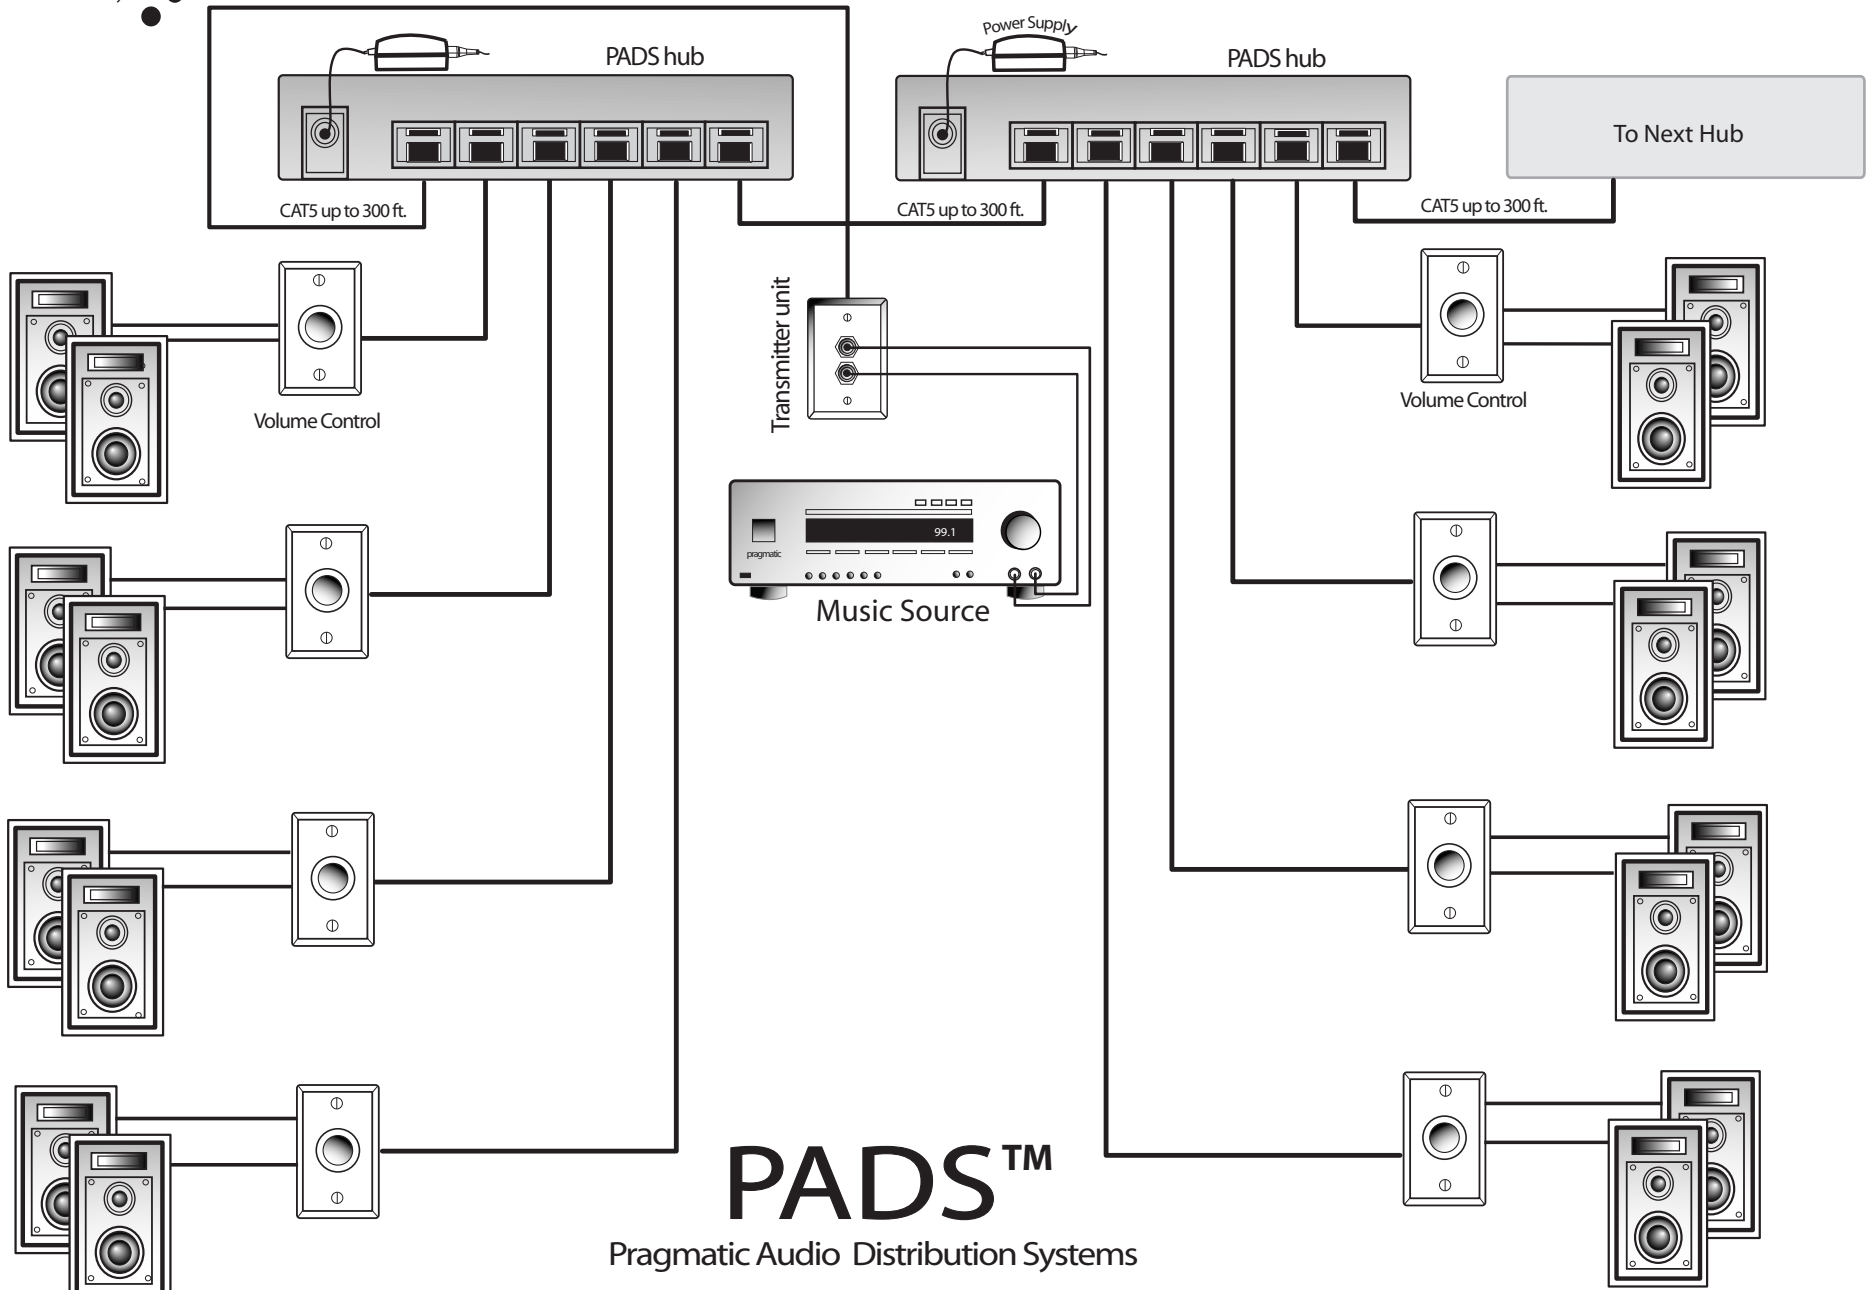 Power Supply
PADS hub
PADS hub
To Next Hub
CAT5 up to 300 ft.
CAT5 up to 300 ft.
CAT5 up to 300 ft.
Transmitter unit
Volume Control
Volume Control
99.1
pragmatic
Music Source
PADS™
Pragmatic Audio Distribution Systems